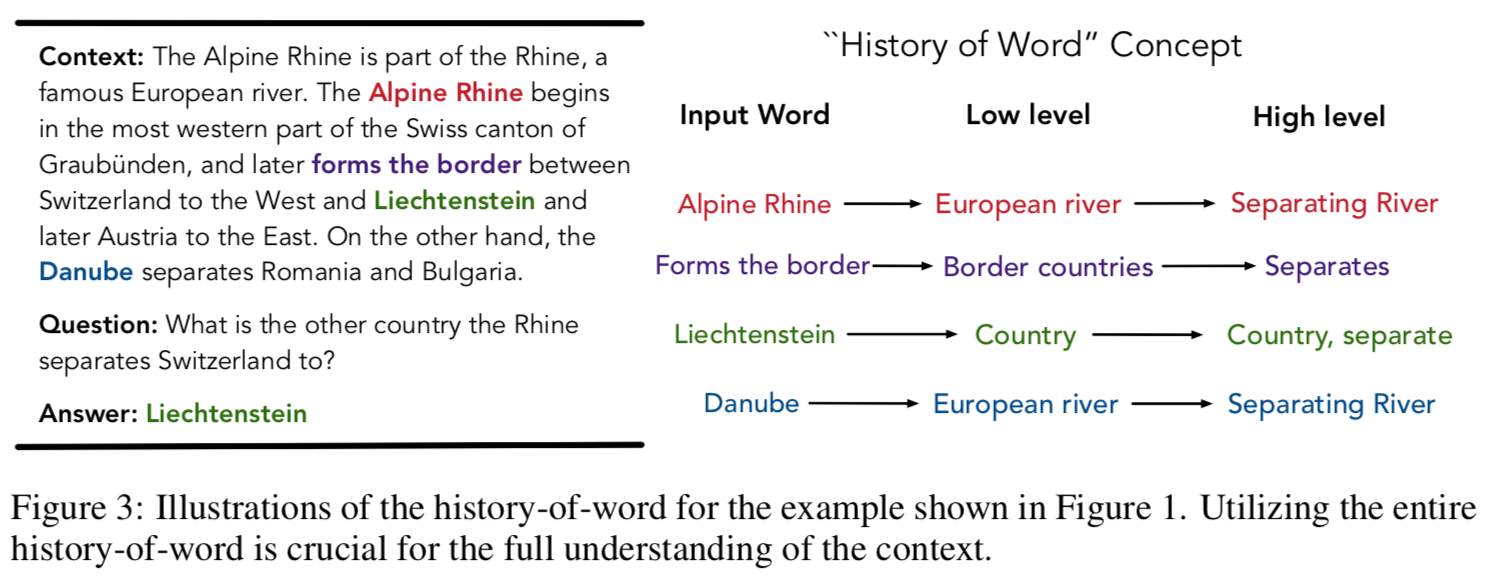 Context: The Alpine Rhine is part of the Rhine, a
famous European river. The Alpine Rhine begins
in the most western part of the Swiss canton of
Graubünden, and later forms the border between
Switzerland to the West and Liechtenstein and
later Austria to the East. On the other hand, the
Danube separates Romania and Bulgaria.
Question: What is the other country the Rhine
separates Switzerland to?
Answer: Liechtenstein
``History of Word” Concept
Input Word Low level High level
Alpine Rhine European river Separating River
Forms the border Border countries Separates
Liechtenstein Country Country, separate
Danube European river Separating River
Figure 3: Illustrations of the history-of-word for the example shown in Figure 1. Utilizing the entire
history-of-word is crucial for the full understanding of the context.